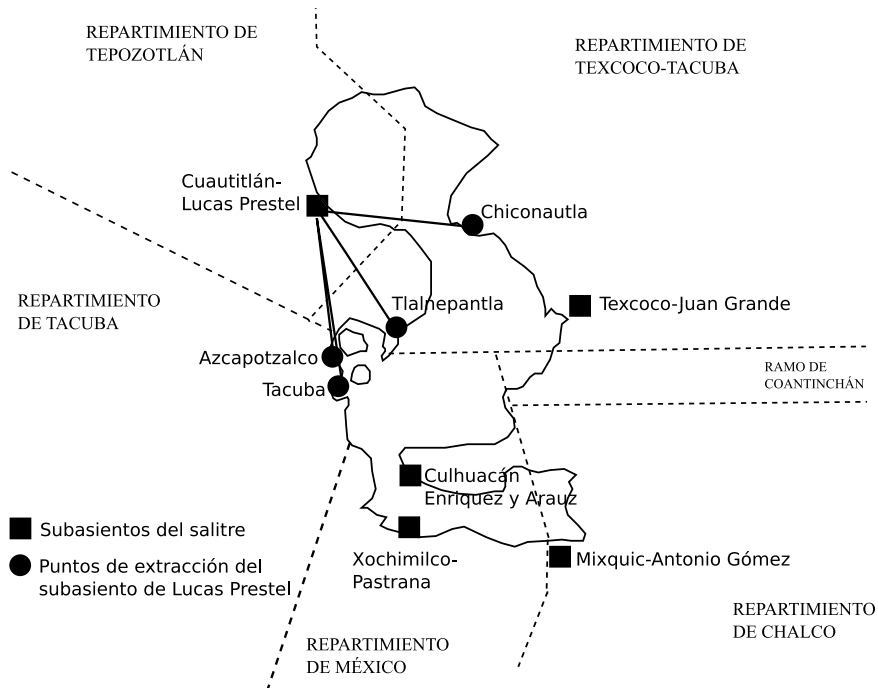 REPARTIMIENTO DE
TEPOZOTLÁN
REPARTIMIENTO DE
TEXCOCO-TACUBA
Cuautitlán-
Lucas Prestel
Chiconautla
REPARTIMIENTO
DE TACUBA
Tlalnepantla
Texcoco-Juan Grande
Azcapotzalco
Tacuba
RAMO DE
COANTINCHÁN
Culhuacán
Enriquez y Arauz
Subasientos del salitre
Puntos de extracción del
subasiento de Lucas Prestel
Xochimilco-
Pastrana
Mixquic-Antonio Gómez
REPARTIMIENTO
DE CHALCO
REPARTIMIENTO
DE MÉXICO